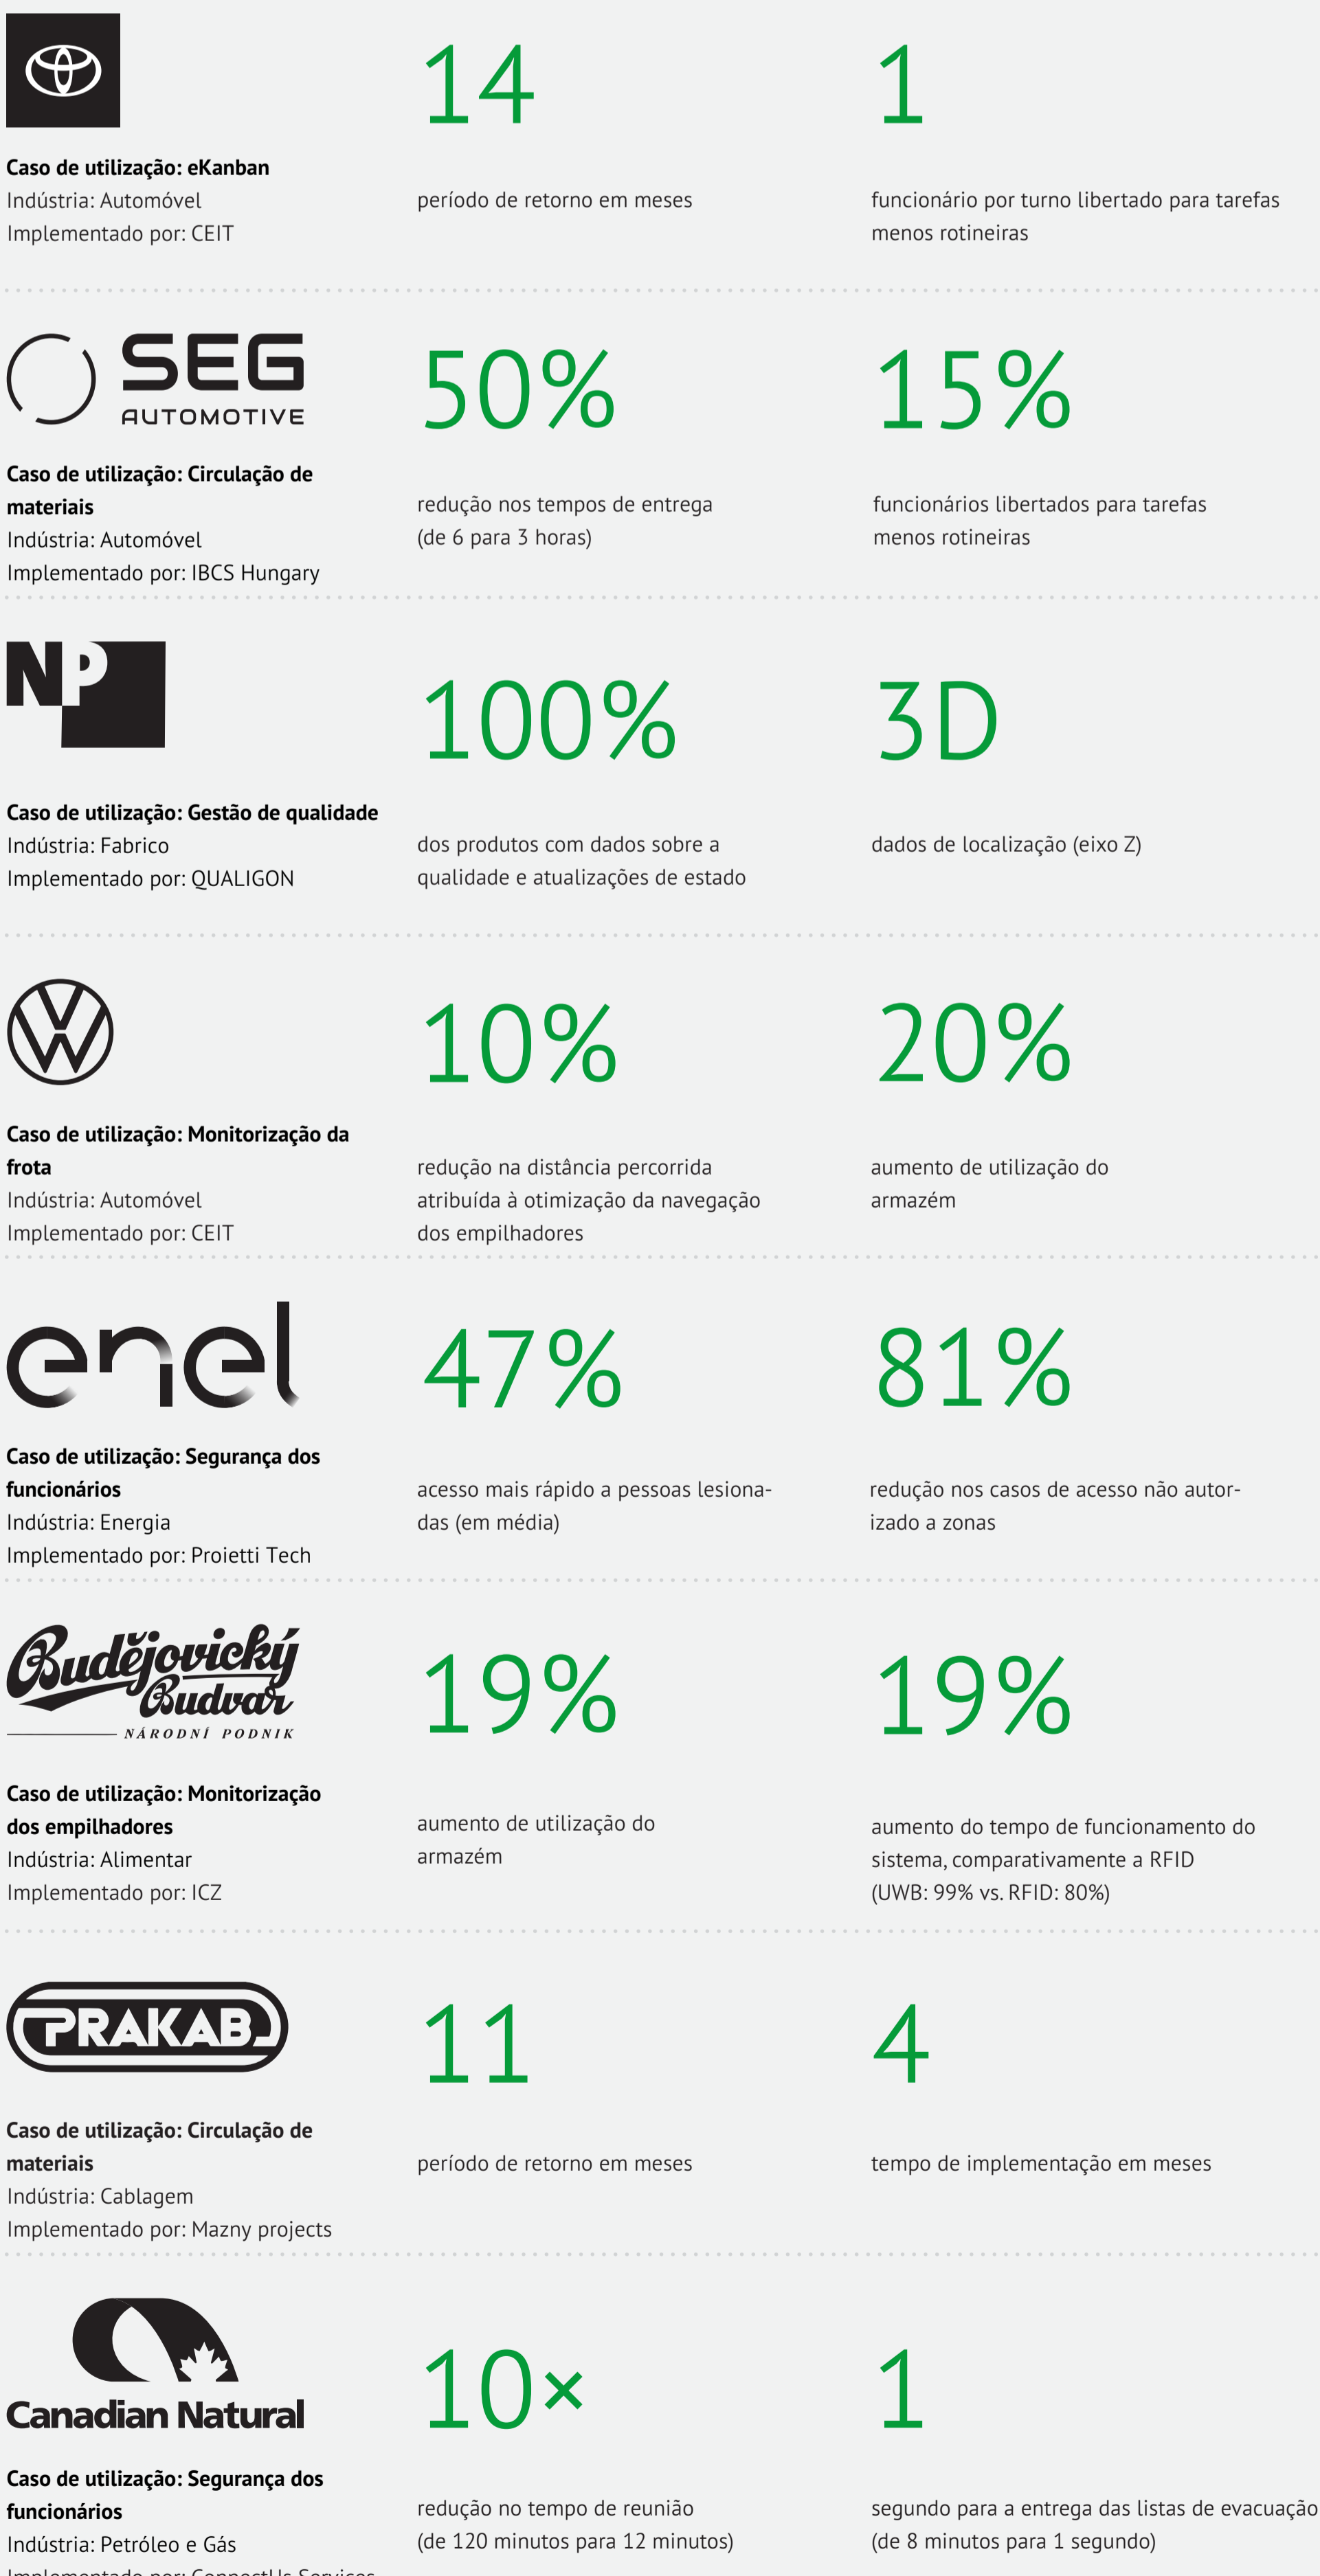 14
1
Caso de utilização: eKanban
Indústria: Automóvel
Implementado por: CEIT
período de retorno em meses
funcionário por turno libertado para tarefas
menos rotineiras
SEG
AUTOMOTIVE
50%
15%
Caso de utilização: Circulação de
materiais
Indústria: Automóvel
Implementado por: IBCS Hungary
redução nos tempos de entrega
(de 6 para 3 horas)
funcionários libertados para tarefas
menos rotineiras
NP
100%
3D
Caso de utilização: Gestão de qualidade
Indústria: Fabrico
Implementado por: QUALIGON
dos produtos com dados sobre a
qualidade e atualizações de estado
dados de localização (eixo Z)
VW
10%
20%
Caso de utilização: Monitorização da
frota
Indústria: Automóvel
Implementado por: CEIT
redução na distância percorrida
atribuída à otimização da navegação
dos empilhadores
aumento de utilização do
armazém
enel
47%
81%
Caso de utilização: Segurança dos
funcionários
Indústria: Energia
Implementado por: Proietti Tech
acesso mais rápido a pessoas lesiona-
das (em média)
redução nos casos de acesso não autor-
izado a zonas
Budějovický
Budvar
NÁRODNÍ PODNIK
19%
19%
Caso de utilização: Monitorização
dos empilhadores
Indústria: Alimentar
Implementado por: ICZ
aumento de utilização do
armazém
aumento do tempo de funcionamento do
sistema, comparativamente a RFID
(UWB: 99% vs. RFID: 80%)
PRAKAB
11
4
Caso de utilização: Circulação de
materiais
Indústria: Cablagem
Implementado por: Mazny projects
período de retorno em meses
tempo de implementação em meses
Canadian Natural
10×
1
Caso de utilização: Segurança dos
funcionários
Indústria: Petróleo e Gás
Implementado por: ConnectUs Services
redução no tempo de reunião
(de 120 minutos para 12 minutos)
segundo para a entrega das listas de evacuação
(de 8 minutos para 1 segundo)